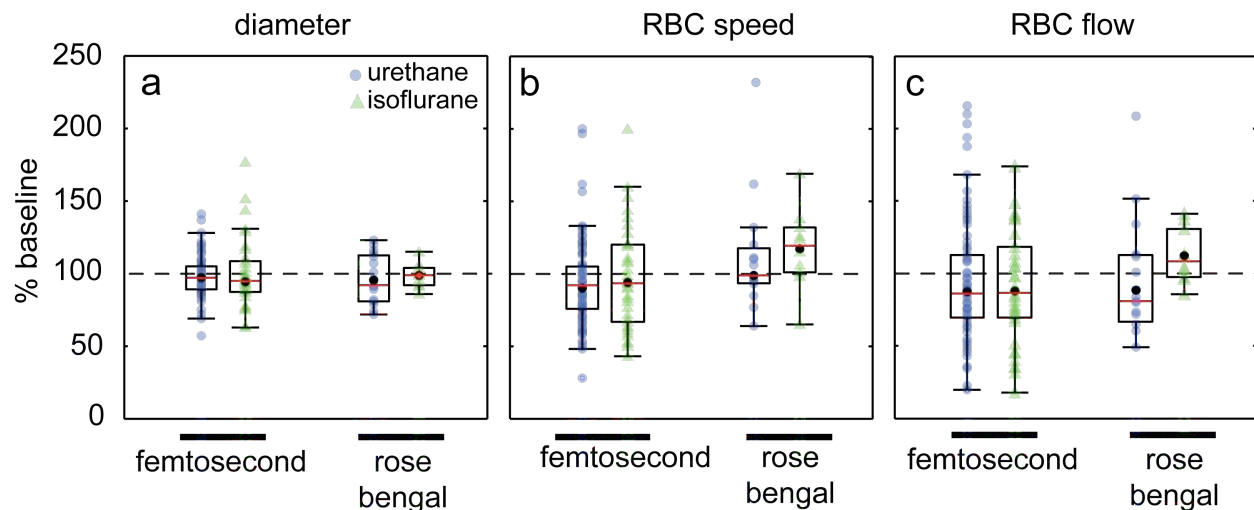 diameter RBC speed RBC flow
250
200
150
100
50
0
% baseline
a
urethane
isoflurane
b
c
femtosecond
rose
bengal
femtosecond
rose
bengal
femtosecond
rose
bengal